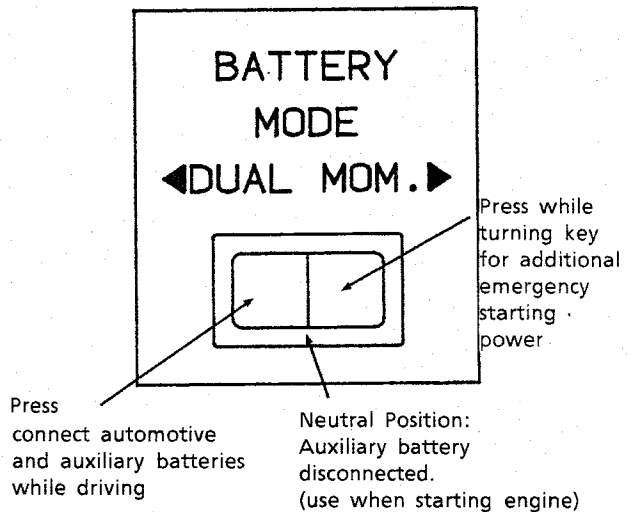 BATTERY
MODE
◀DUAL MOM.▶
Press while
turning key
for additional
emergency
starting
power
Press
connect automotive
and auxiliary batteries
while driving
Neutral Position:
Auxiliary battery
disconnected.
(use when starting engine)